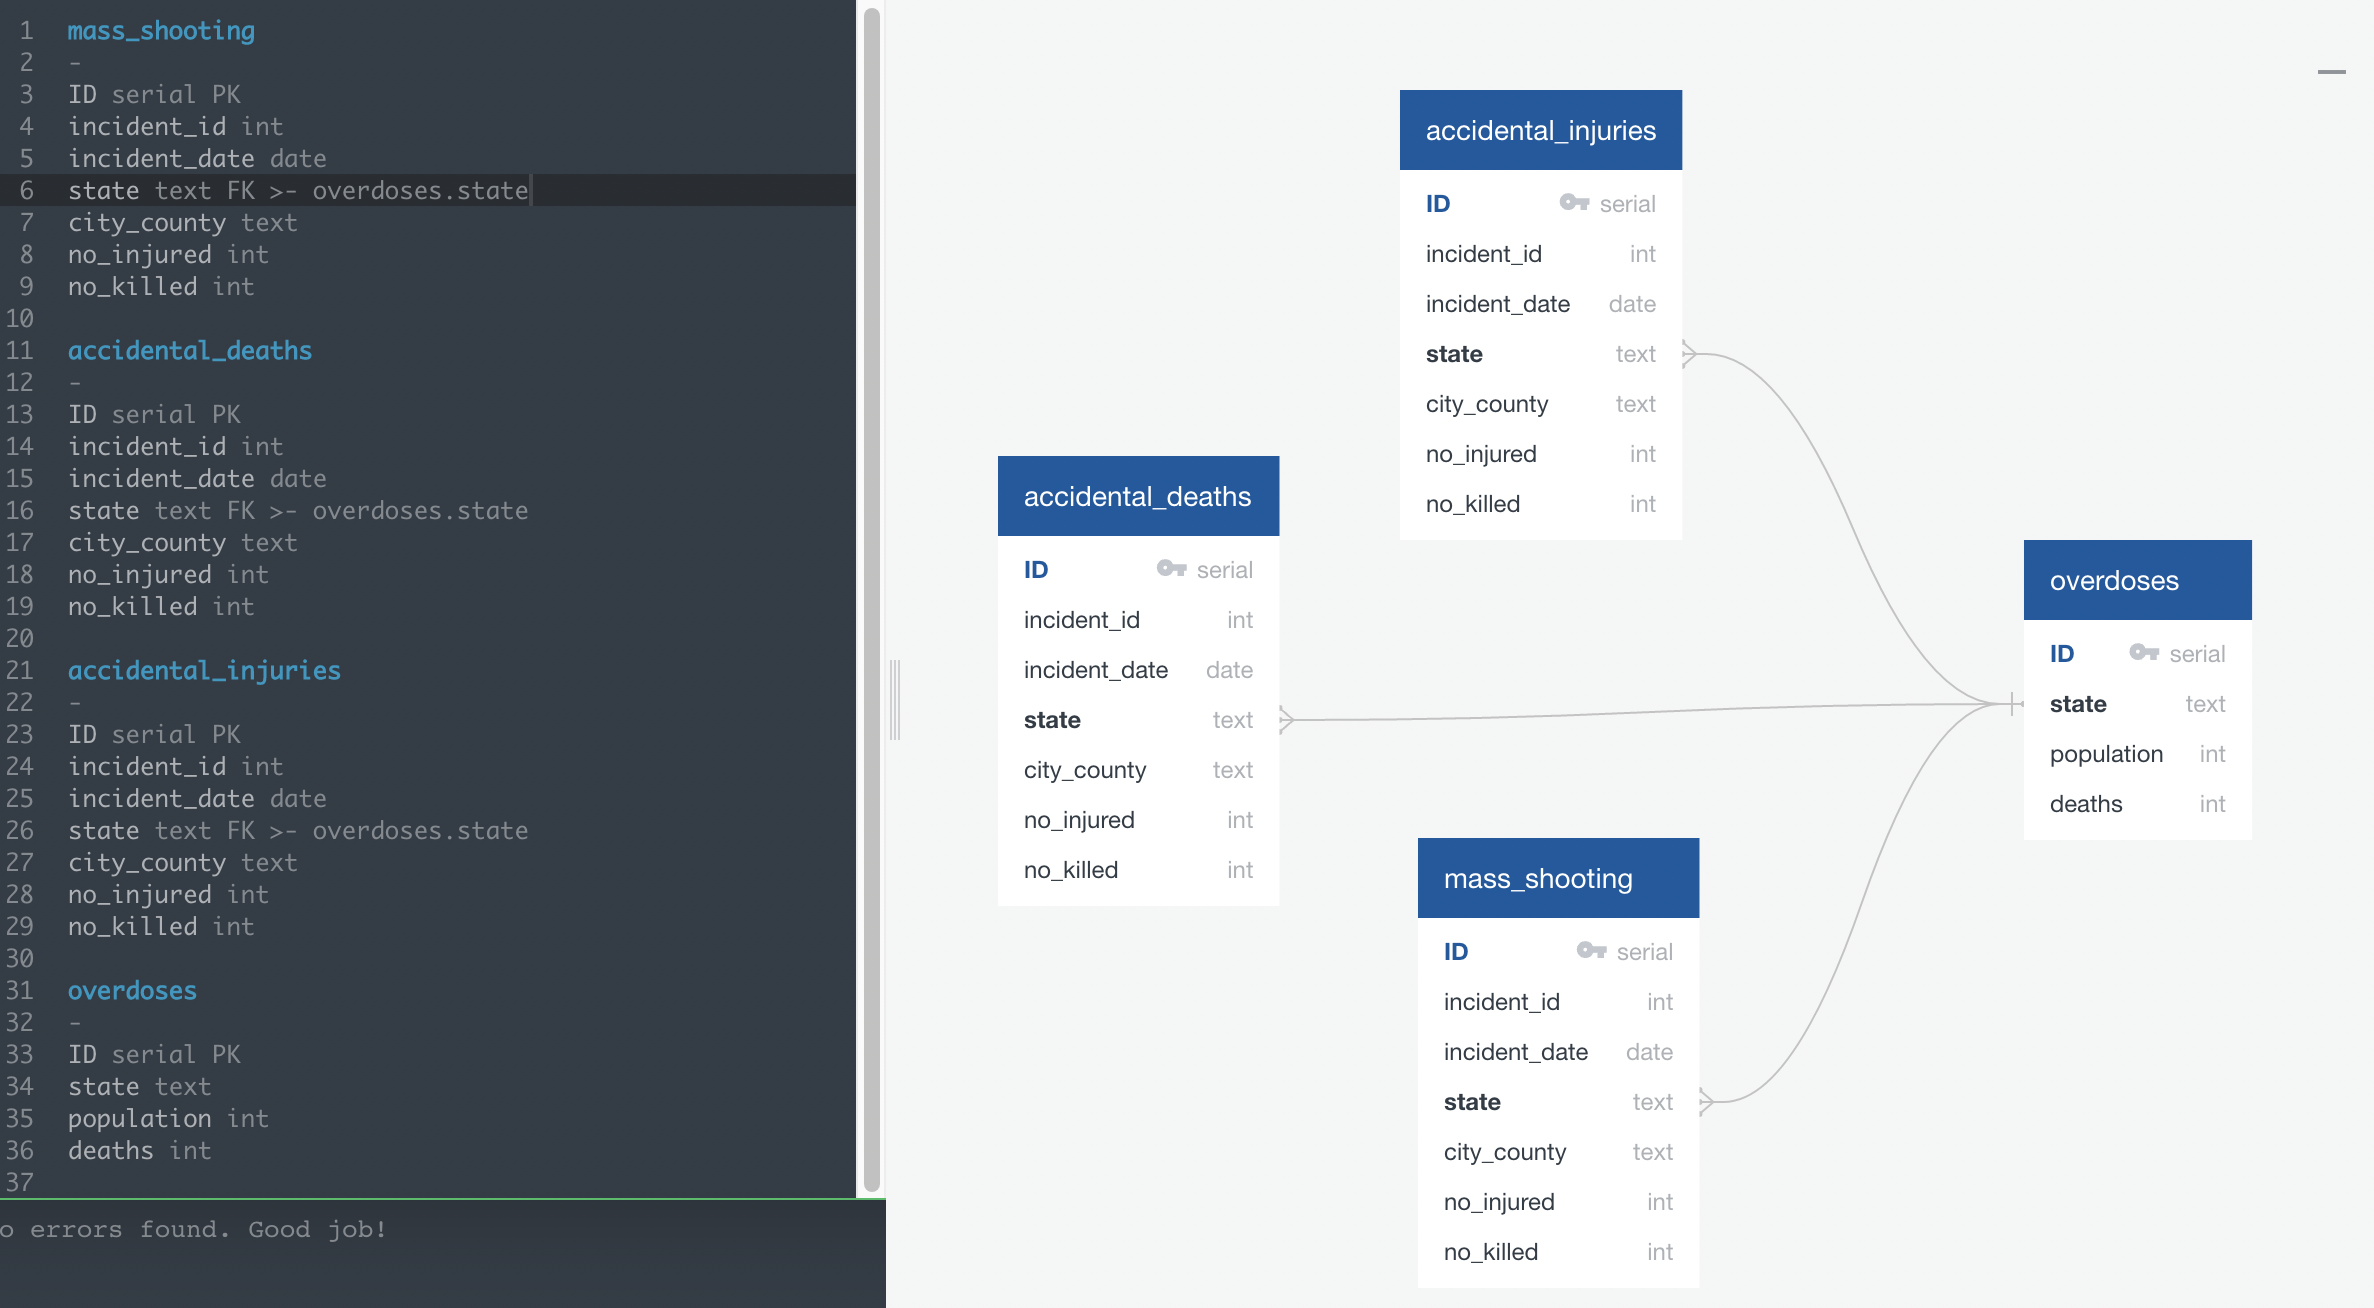 1 mass_shooting
2 -
3 ID serial PK
4 incident_id int
5 incident_date date
6 state text FK >- overdoses.state
7 city_county text
8 no_injured int
9 no_killed int
10
11 accidental_deaths
12 -
13 ID serial PK
14 incident_id int
15 incident_date date
16 state text FK >- overdoses.state
17 city_county text
18 no_injured int
19 no_killed int
20
21 accidental_injuries
22 -
23 ID serial PK
24 incident_id int
25 incident_date date
26 state text FK >- overdoses.state
27 city_county text
28 no_injured int
29 no_killed int
30
31 overdoses
32 -
33 ID serial PK
34 state text
35 population int
36 deaths int
37
o errors found. Good job!
accidental_injuries
ID serial
incident_id int
incident_date date
state text
city_county text
no_injured int
no_killed int
accidental_deaths
ID serial
incident_id int
incident_date date
state text
city_county text
no_injured int
no_killed int
overdoses
ID serial
state text
population int
deaths int
mass_shooting
ID serial
incident_id int
incident_date date
state text
city_county text
no_injured int
no_killed int